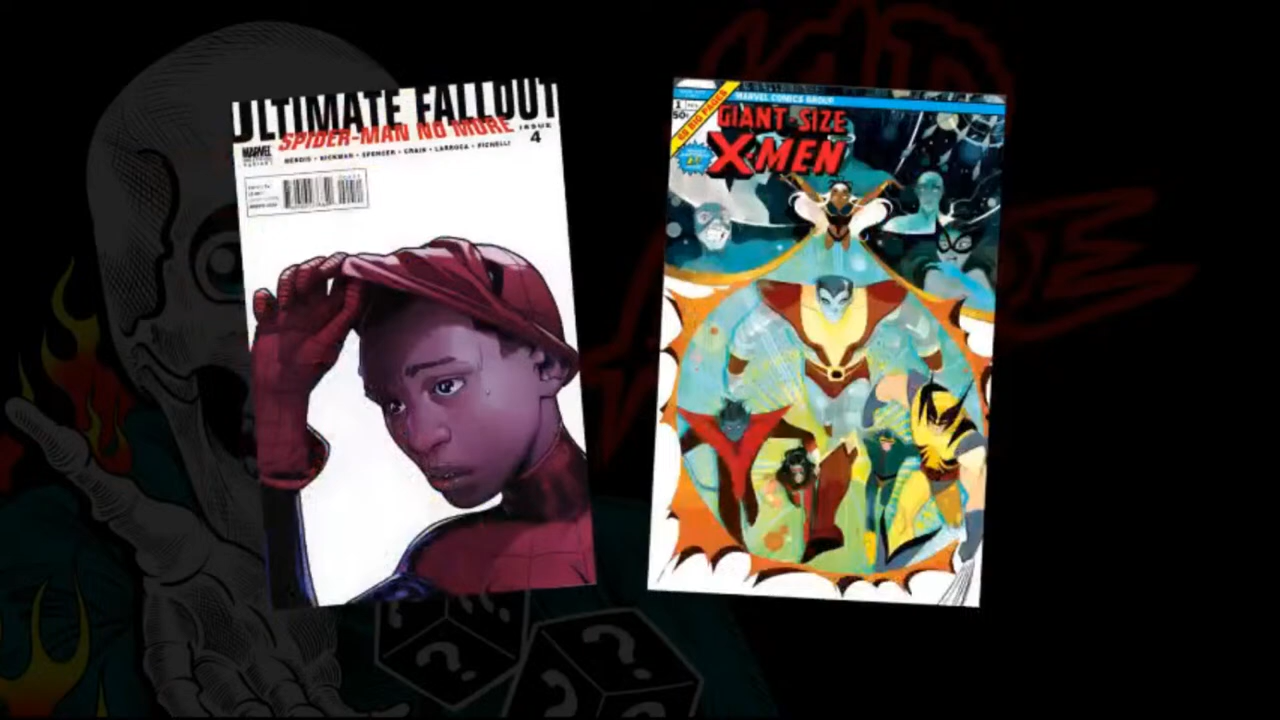 ULTIMATE FALLOUT
SPIDER-MAN NO MORE
ISSUE
4
MARVEL
BENDIS • HICKMAN • SPENCER • CRAIN • LARROCA • PICHELLI
MARVEL COMICS GROUP
1
50¢
68 BIG PAGES
GIANT-SIZE
X-MEN
? ? ? ?